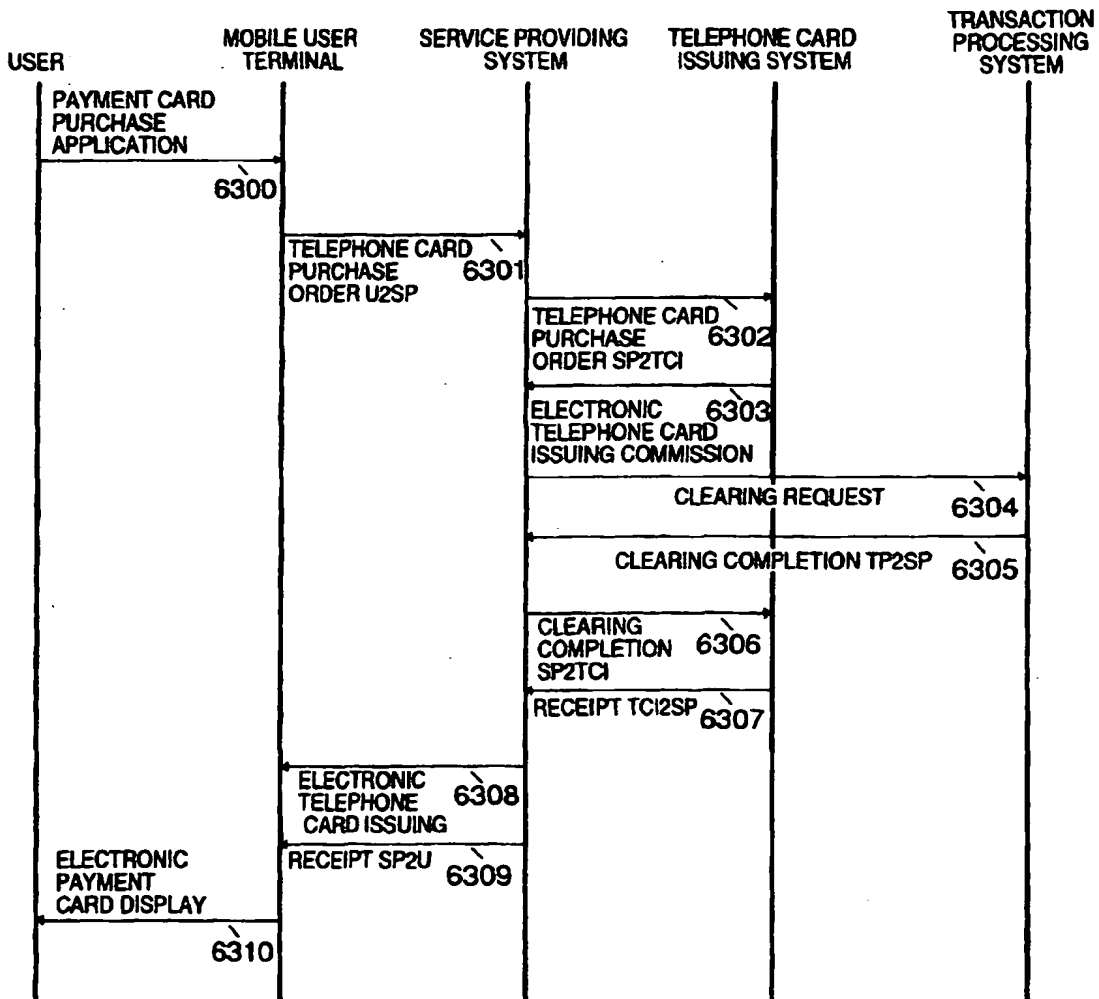 USER
MOBILE USER
TERMINAL
SERVICE PROVIDING
SYSTEM
TELEPHONE CARD
ISSUING SYSTEM
TRANSACTION
PROCESSING
SYSTEM
PAYMENT CARD
PURCHASE
APPLICATION
6300
TELEPHONE CARD
PURCHASE
ORDER U2SP
6301
TELEPHONE CARD
PURCHASE
ORDER SP2TCI
6302
ELECTRONIC
TELEPHONE CARD
ISSUING COMMISSION
6303
CLEARING REQUEST
6304
CLEARING COMPLETION TP2SP
6305
CLEARING
COMPLETION
SP2TCI
6306
RECEIPT TCI2SP
6307
ELECTRONIC
TELEPHONE
CARD ISSUING
6308
RECEIPT SP2U
6309
ELECTRONIC
PAYMENT
CARD DISPLAY
6310